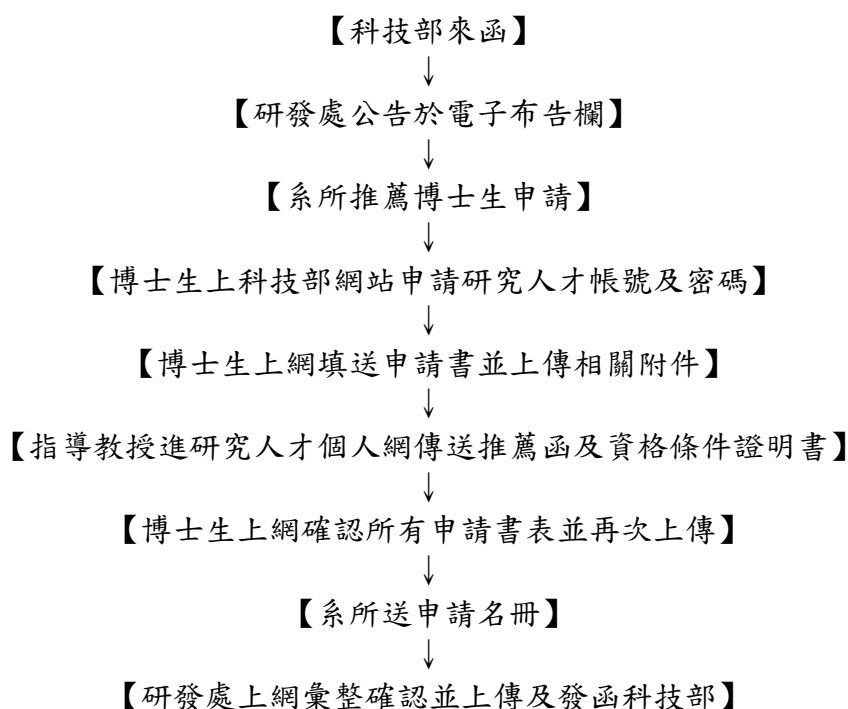 【科技部來函】
↓
【研發處公告於電子布告欄】
↓
【系所推薦博士生申請】
↓
【博士生上科技部網站申請研究人才帳號及密碼】
↓
【博士生上網填送申請書並上傳相關附件】
↓
【指導教授進研究人才個人網傳送推薦函及資格條件證明書】
↓
【博士生上網確認所有申請書表並再次上傳】
↓
【系所送申請名冊】
↓
【研發處上網彙整確認並上傳及發函科技部】